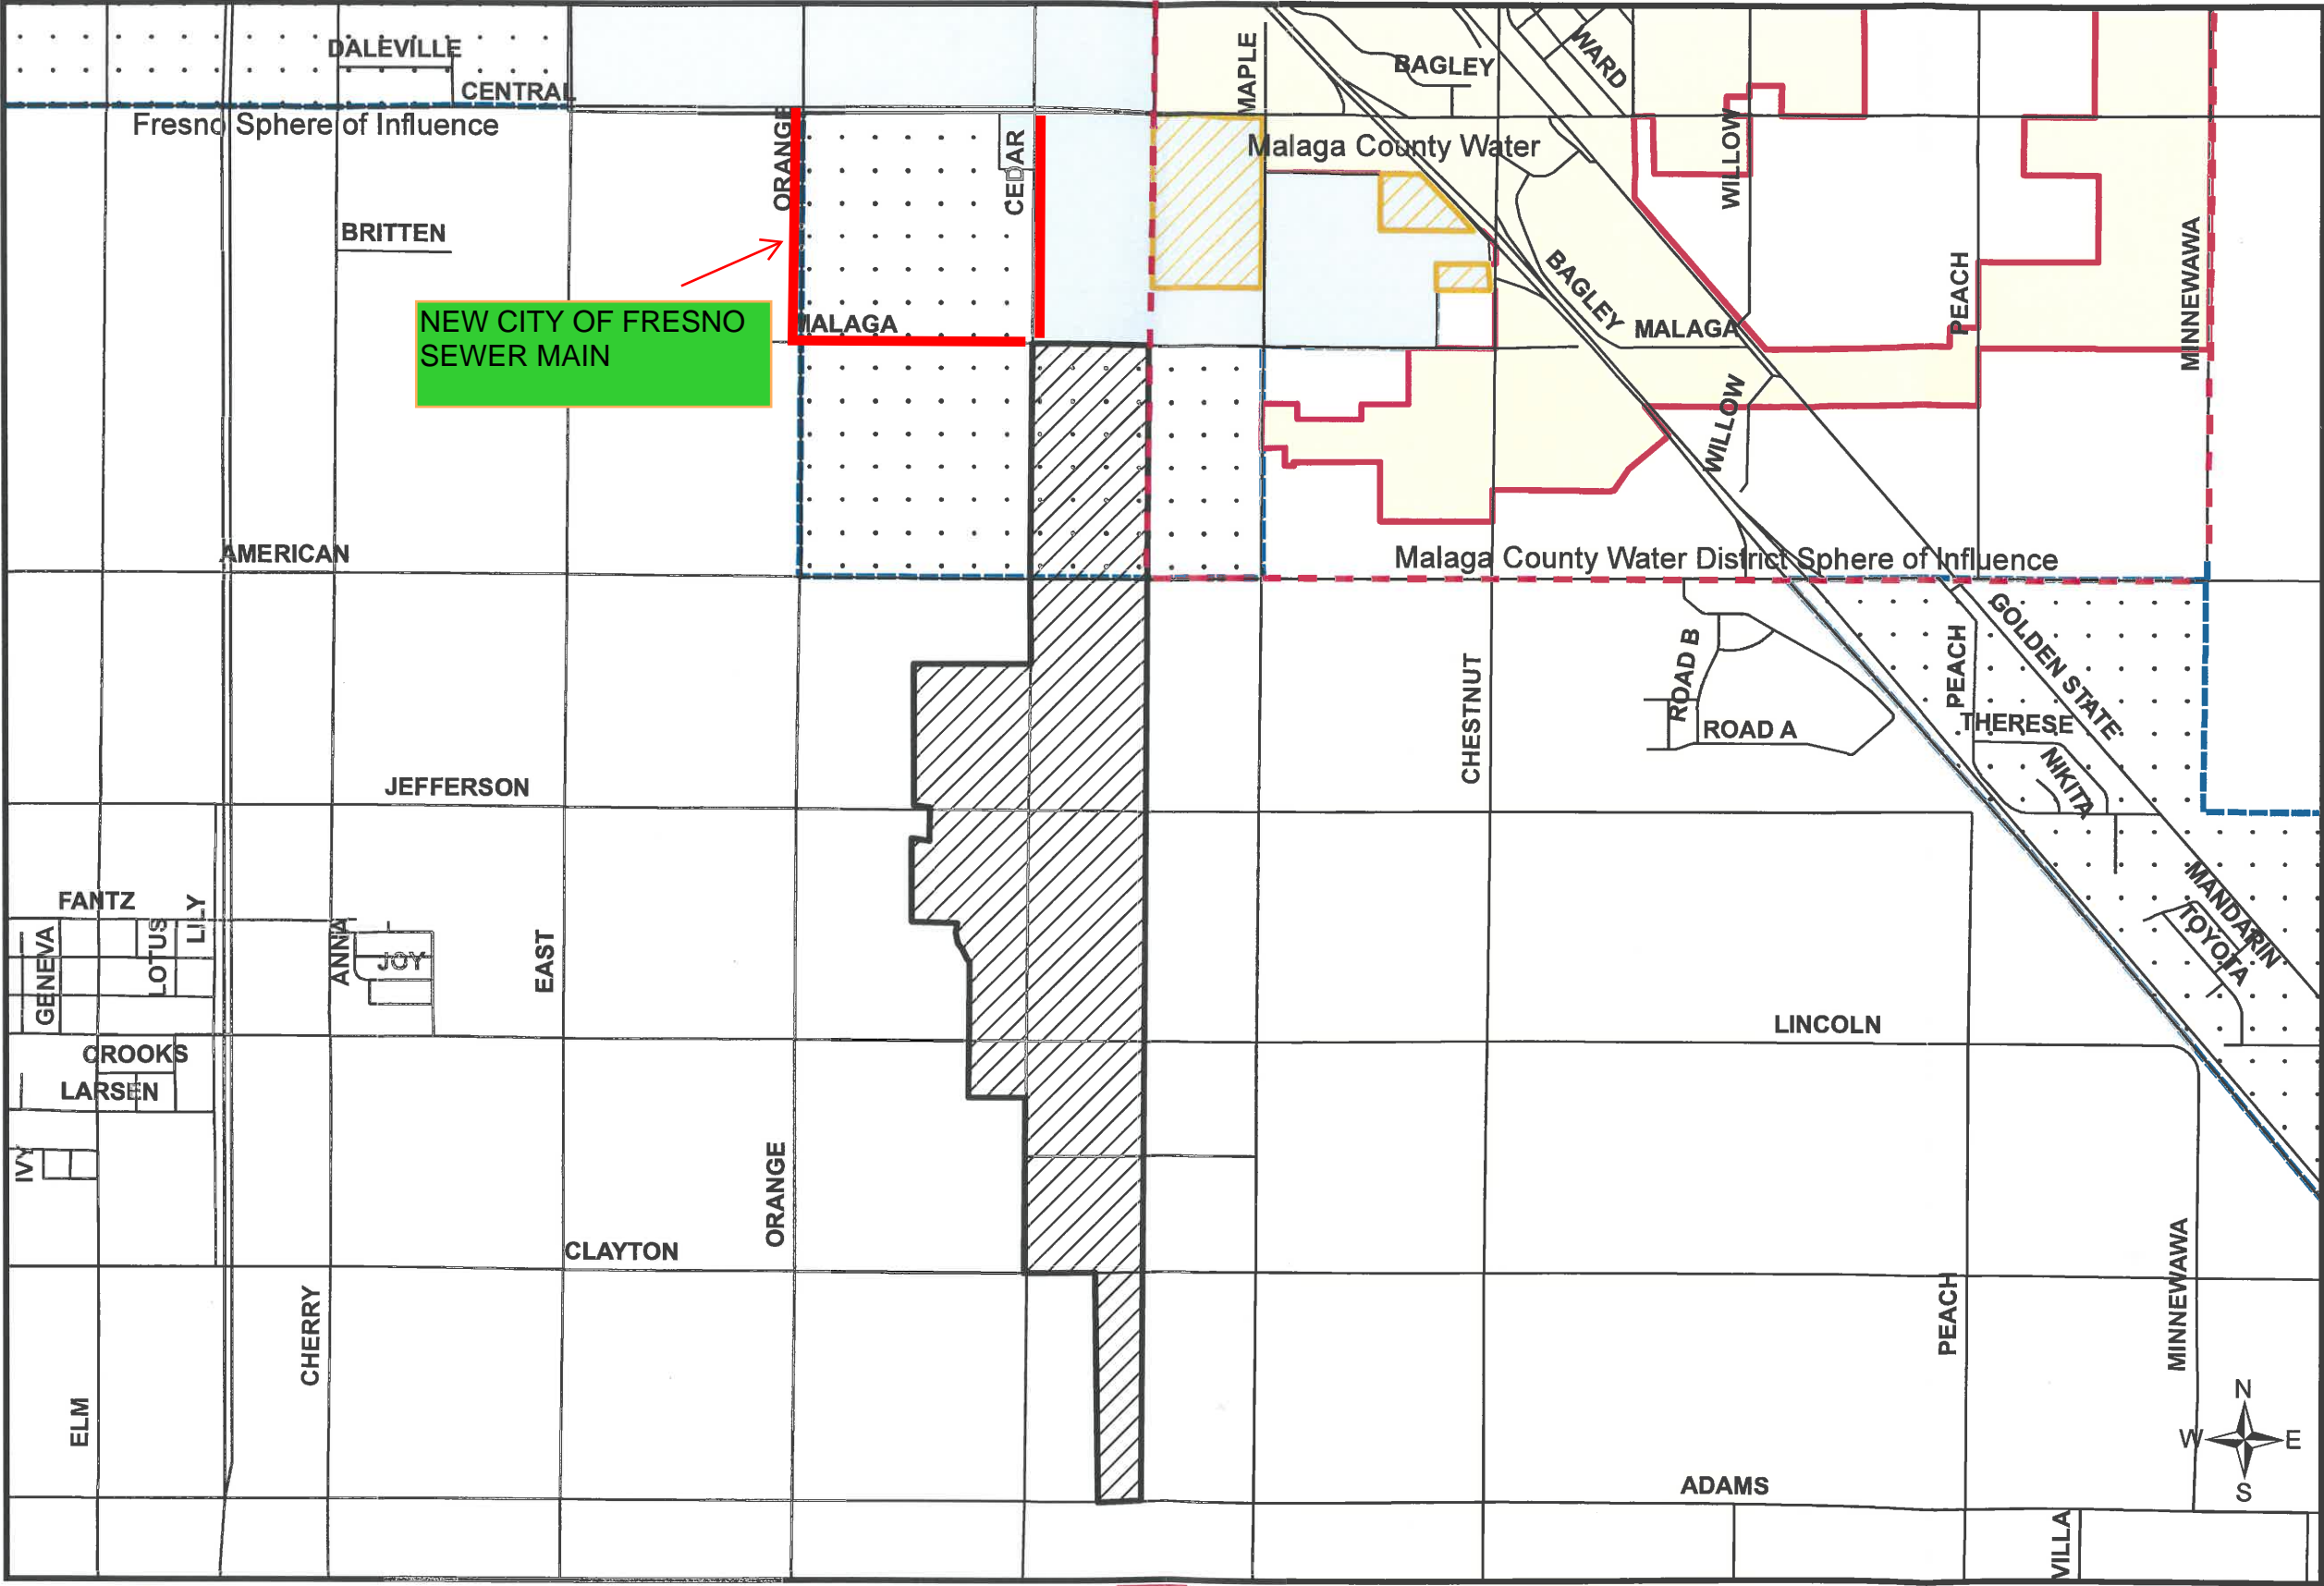 DALEVILLE
CENTRAL
Fresno Sphere of Influence
ORANGE
CEDAR
MAPLE
BAGLEY
WARD
Malaga County Water
WILLOW
BRITTEN
BAGLEY
MALAGA
PEACH
MINNEWAWA
NEW CITY OF FRESNO
SEWER MAIN
MALAGA
WILLOW
AMERICAN
Malaga County Water District Sphere of Influence
CHESTNUT
ROAD B
ROAD A
PEACH
GOLDEN STATE
THERESE
NIKITA
JEFFERSON
FANTZ
LILY
LOTUS
GENEVA
ANNA
JOY
EAST
MANDARIN
TOYOTA
LINCOLN
CROOKS
LARSEN
IVY
ORANGE
CLAYTON
CHERRY
ELM
PEACH
MINNEWAWA
N
W
E
S
ADAMS
VILLA